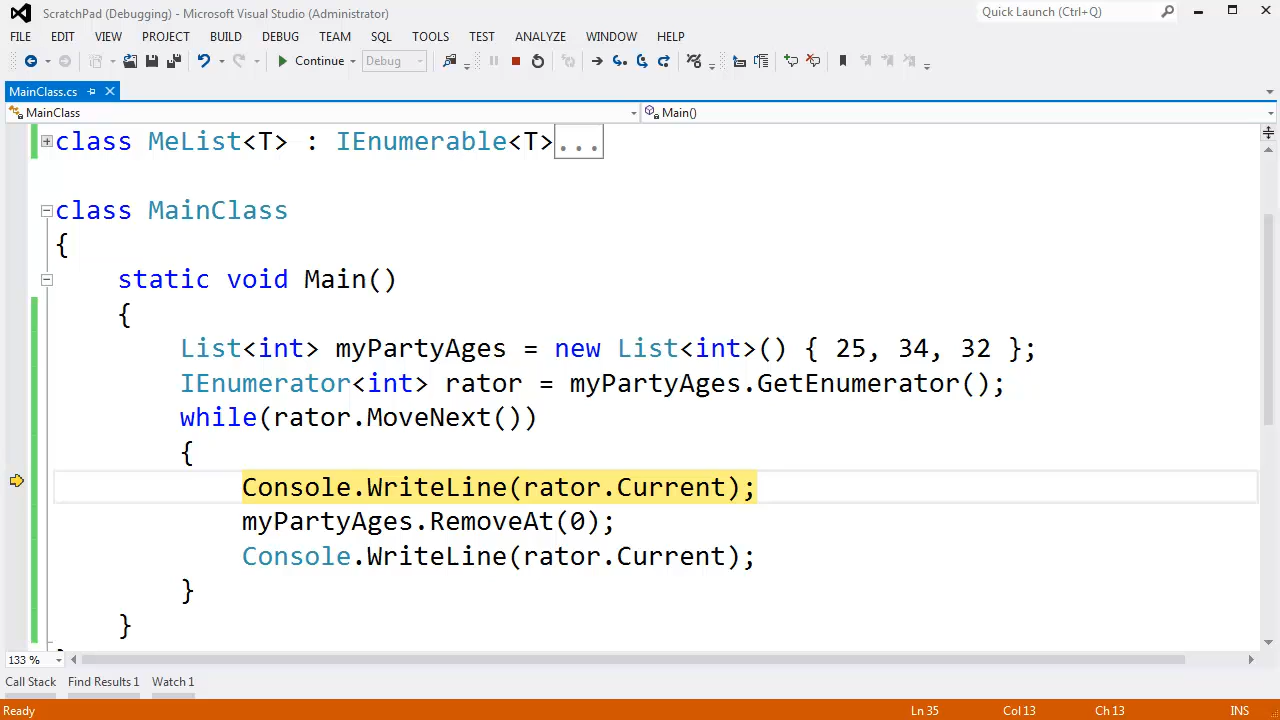 ScratchPad (Debugging) - Microsoft Visual Studio (Administrator)
Quick Launch (Ctrl+Q)
FILE EDIT VIEW PROJECT BUILD DEBUG TEAM SQL TOOLS TEST ANALYZE WINDOW HELP
Continue Debug
MainClass.cs
MainClass Main()
class MeList<T> : IEnumerable<T>...
class MainClass
{
static void Main()
{
List<int> myPartyAges = new List<int>() { 25, 34, 32 };
IEnumerator<int> rator = myPartyAges.GetEnumerator();
while(rator.MoveNext())
{
Console.WriteLine(rator.Current);
myPartyAges.RemoveAt(0);
Console.WriteLine(rator.Current);
}
}
133 %
Call Stack Find Results 1 Watch 1
Ready Ln 35 Col 13 Ch 13 INS